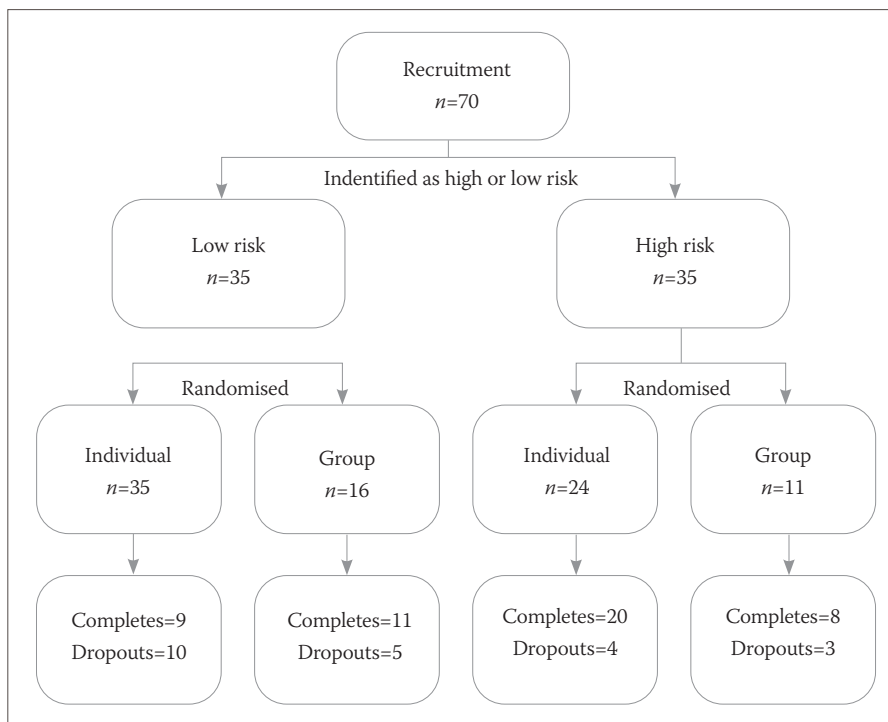 Recruitment
n=70
Indentified as high or low risk
Low risk
n=35
High risk
n=35
Randomised
Randomised
Individual
n=35
Group
n=16
Individual
n=24
Group
n=11
Completes=9
Dropouts=10
Completes=11
Dropouts=5
Completes=20
Dropouts=4
Completes=8
Dropouts=3